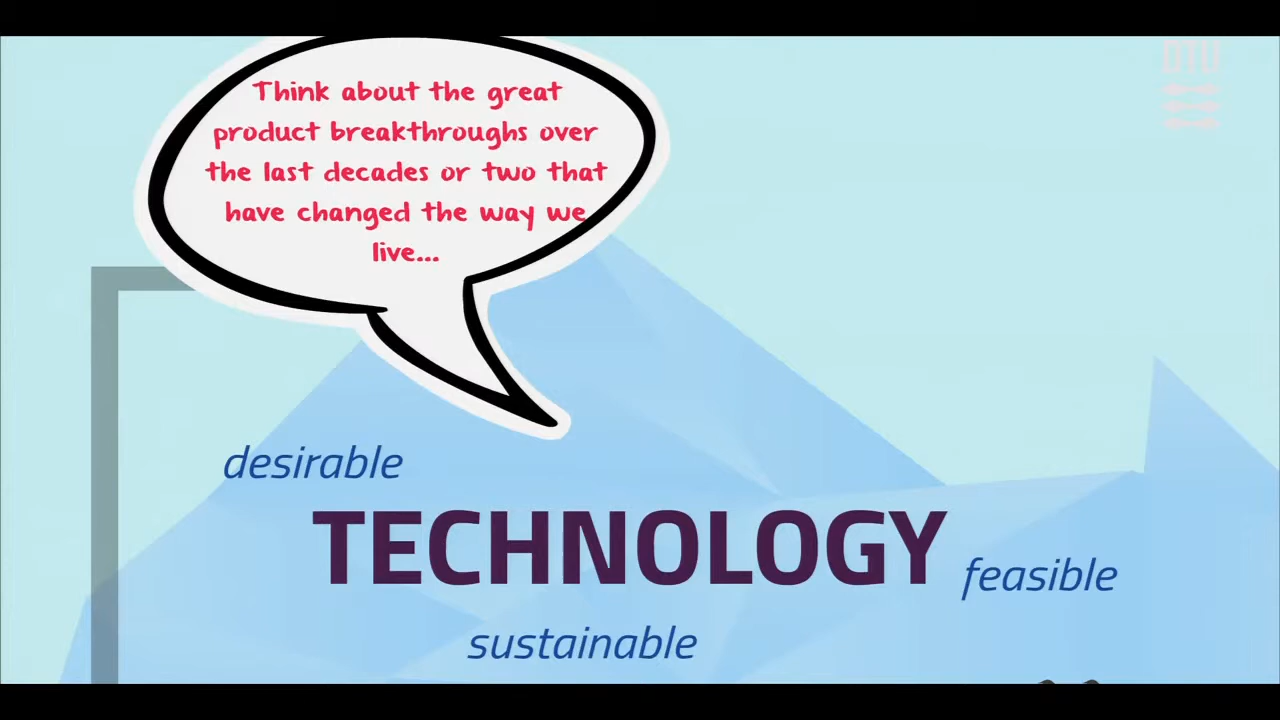 DTU
Think about the great
product breakthroughs over
the last decades or two that
have changed the way we
live...
desirable
TECHNOLOGY
feasible
sustainable